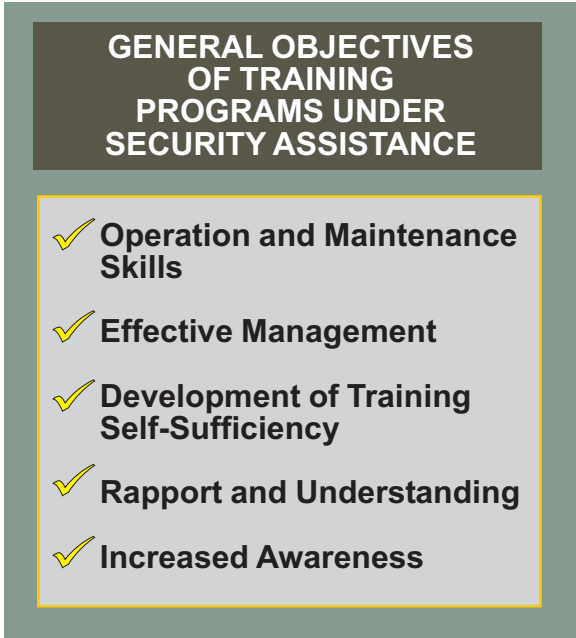 GENERAL OBJECTIVES
OF TRAINING
PROGRAMS UNDER
SECURITY ASSISTANCE
Operation and Maintenance
Skills
Effective Management
Development of Training
Self-Sufficiency
Rapport and Understanding
Increased Awareness